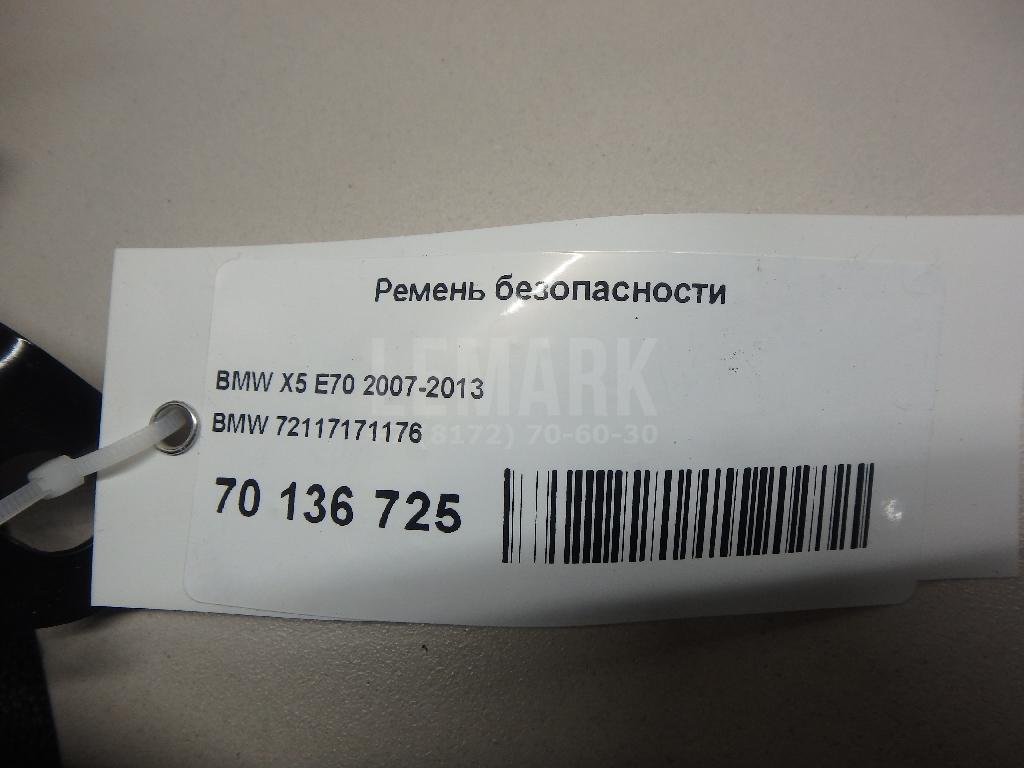 Ремень безопасности
LEMARK
BMW X5 E70 2007-2013
BMW 72117171176
(8172) 70-60-30
70 136 725